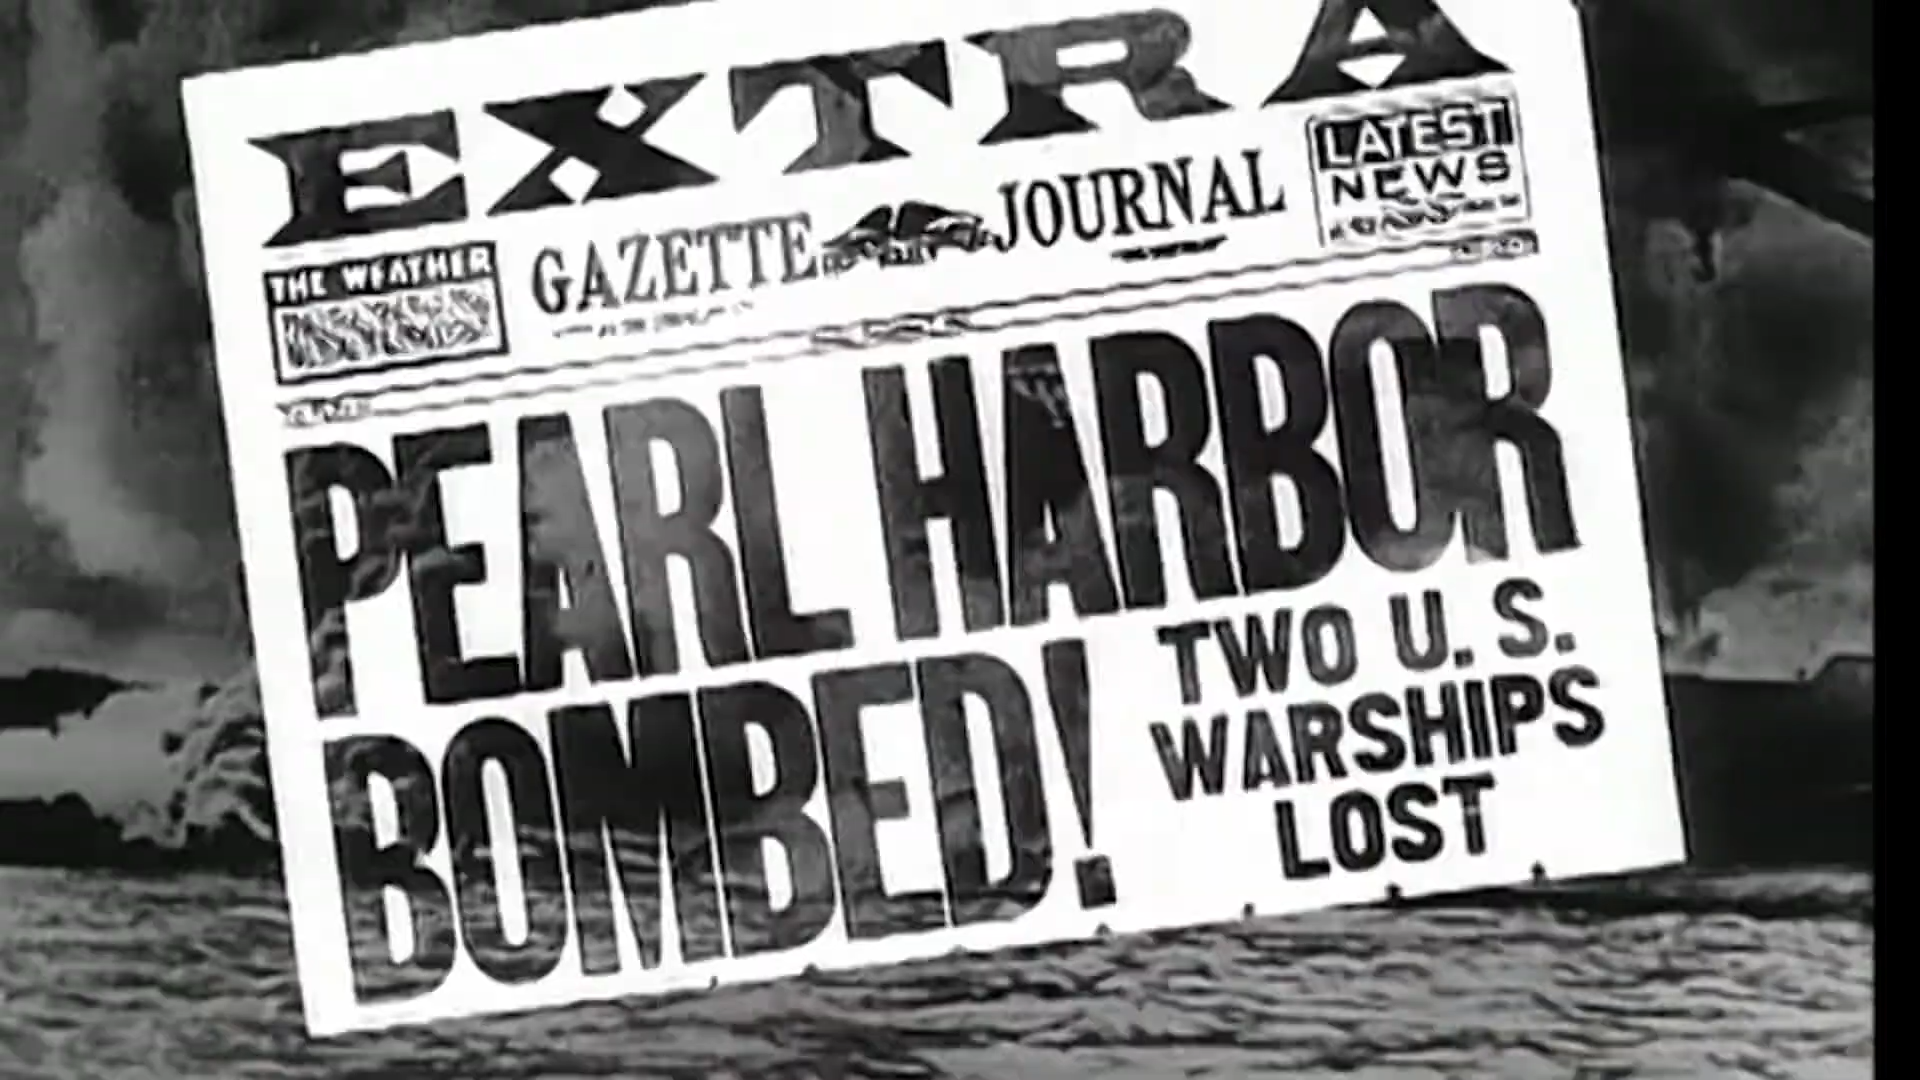 EXTRA
THE WEATHER
GAZETTE JOURNAL
LATEST
NEWS
PEARL HARBOR
BOMBED!
TWO U. S.
WARSHIPS
LOST